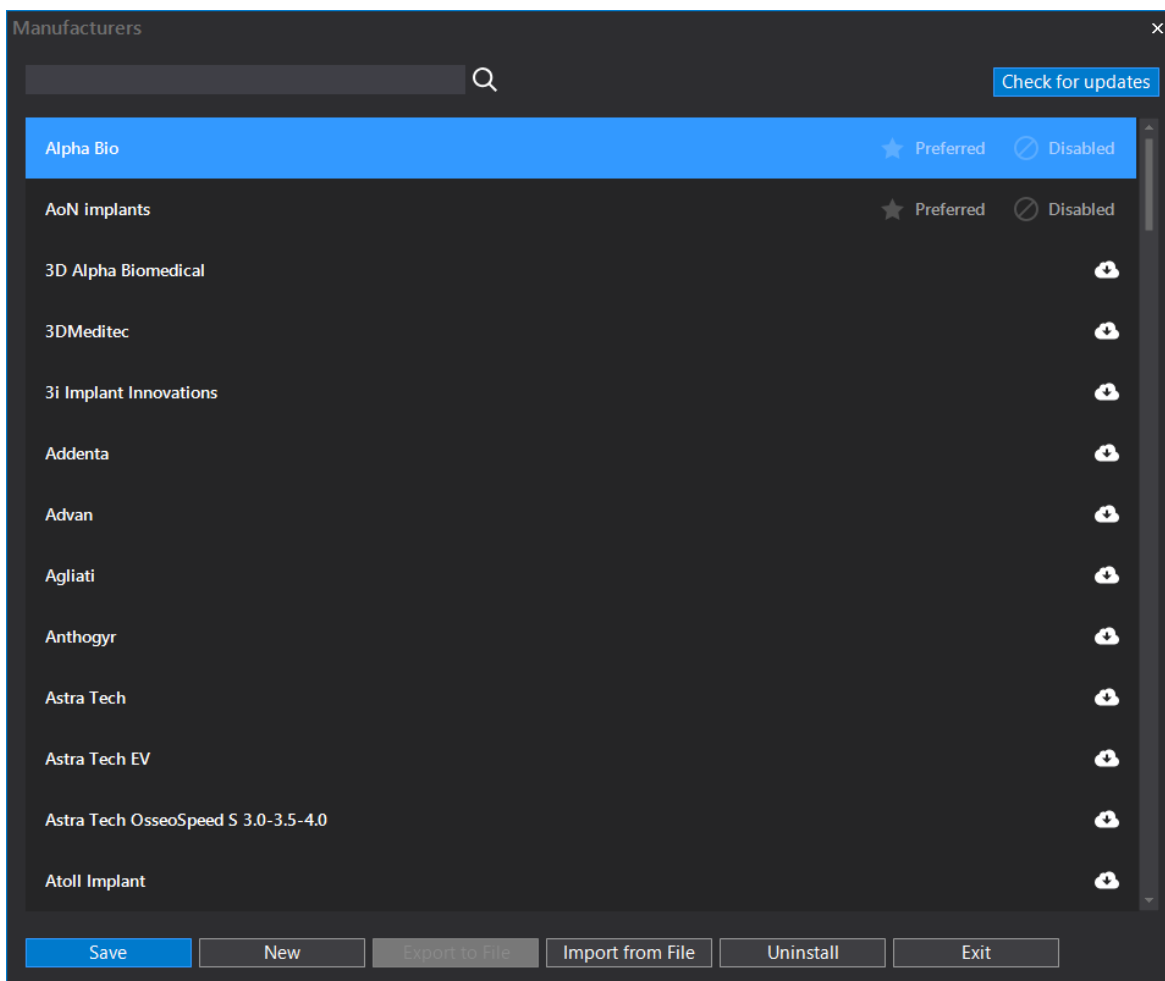 Manufacturers
Check for updates
Alpha Bio Preferred Disabled
AoN implants Preferred Disabled
3D Alpha Biomedical
3DMeditec
3i Implant Innovations
Addenta
Advan
Agliati
Anthogyr
Astra Tech
Astra Tech EV
Astra Tech OsseoSpeed S 3.0-3.5-4.0
Atoll Implant
Save New Export to File Import from File Uninstall Exit